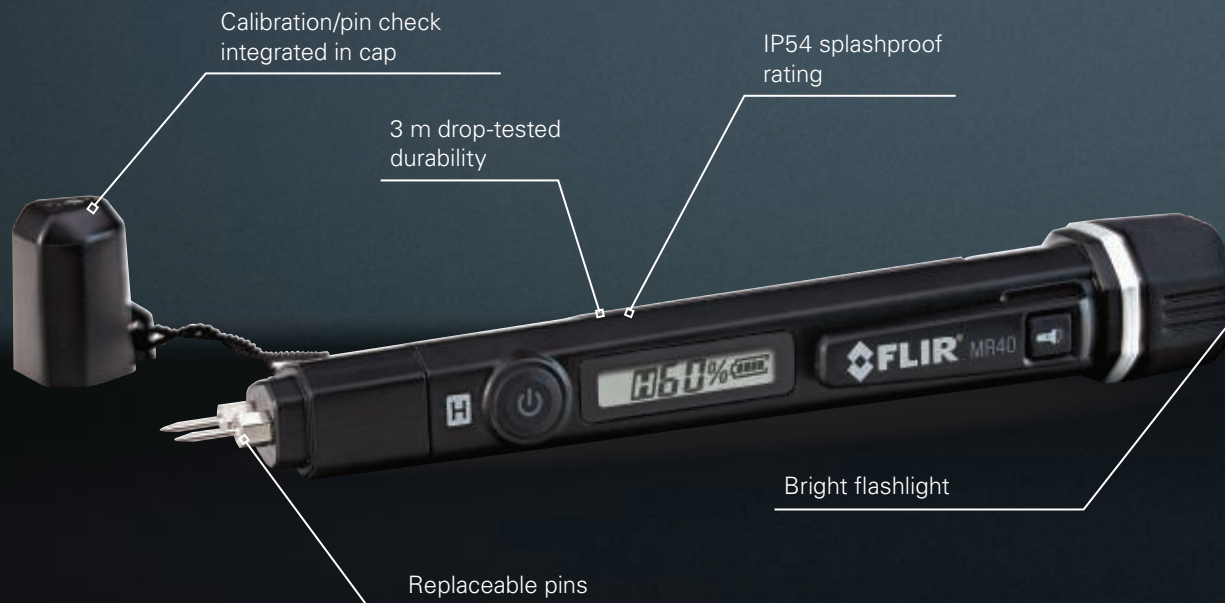 Calibration/pin check
integrated in cap
IP54 splashproof
rating
3 m drop-tested
durability
FLIR® MR40
H60%
H
Bright flashlight
Replaceable pins